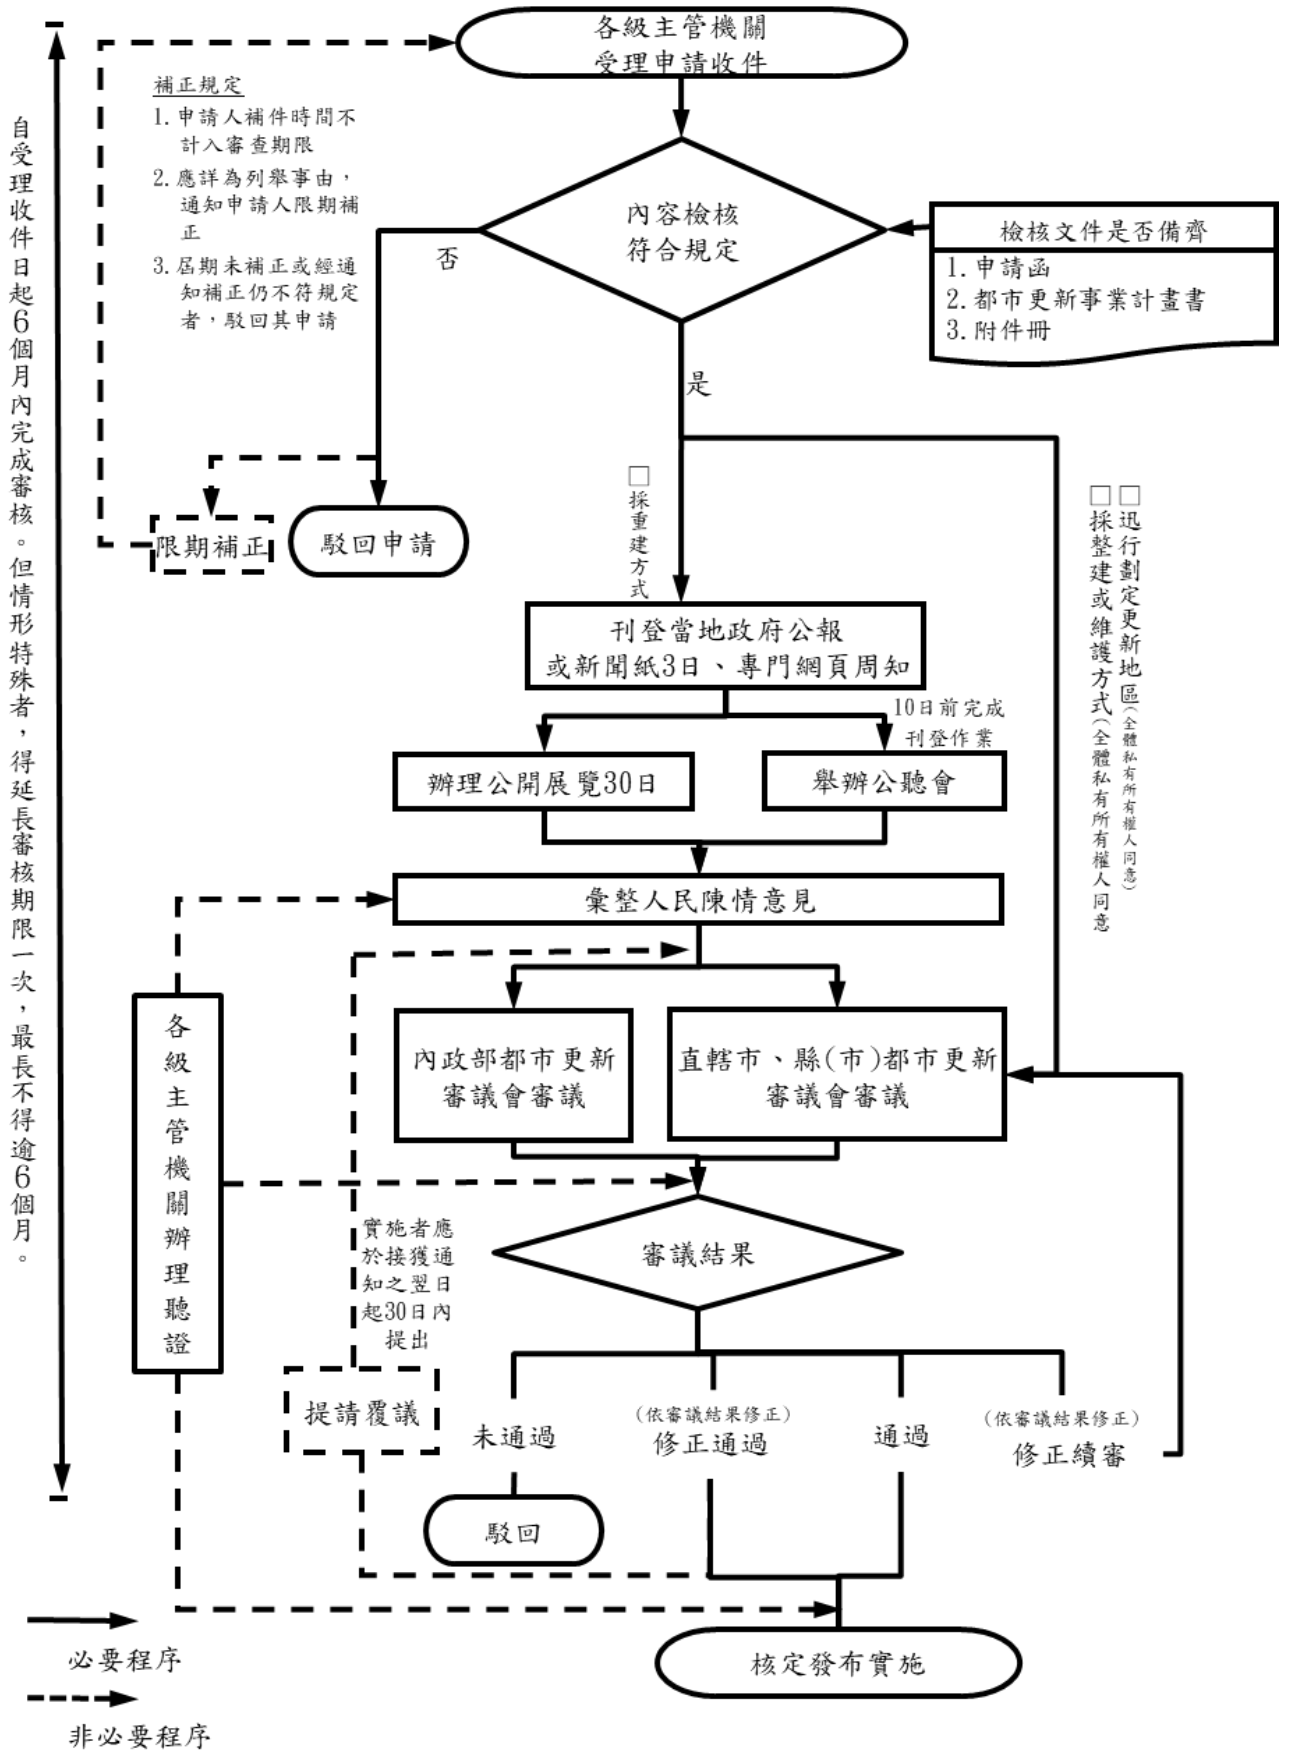 各級主管機關
受理申請收件
補正規定
1. 申請人補件時間不
計入審查期限
2. 應詳為列舉事由，
通知申請人限期補
正
3. 屆期未補正或經通
知補正仍不符規定
者，駁回其申請
自受理收件日起6個月內完成審核。但情形特殊者，得延長審核期限一次，最長不得逾6個月。
內容檢核
符合規定
否
是
檢核文件是否備齊
1. 申請函
2. 都市更新事業計畫書
3. 附件冊
限期補正
駁回申請
□採重建方式
□迅行劃定更新地區(全體私有所有權人同意)
□採整建或維護方式(全體私有所有權人同意
刊登當地政府公報
或新聞紙3日、專門網頁周知
10日前完成
刊登作業
辦理公開展覽30日
舉辦公聽會
彙整人民陳情意見
各級主管機關辦理聽證
內政部都市更新
審議會審議
直轄市、縣(市)都市更新
審議會審議
實施者應
於接獲通
知之翌日
起30日內
提出
審議結果
提請覆議
未通過
(依審議結果修正)
修正通過
通過
(依審議結果修正)
修正續審
駁回
核定發布實施
必要程序
非必要程序